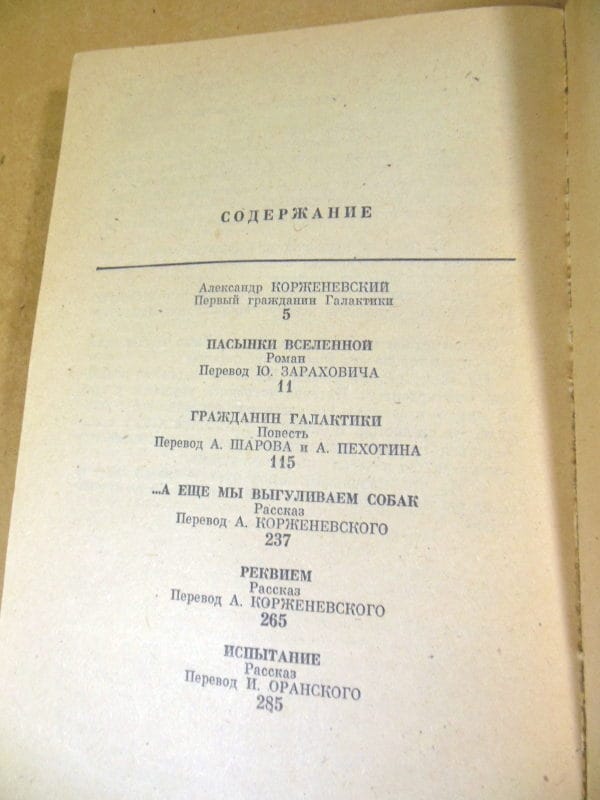 СОДЕРЖАНИЕ
Александр КОРЖЕНЕВСКИЙ
Первый гражданин Галактики
5
ПАСЫНКИ ВСЕЛЕННОЙ
Роман
Перевод Ю. ЗАРАХОВИЧА
11
ГРАЖДАНИН ГАЛАКТИКИ
Повесть
Перевод А. ШАРОВА и А. ПЕХОТИНА
115
...А ЕЩЕ МЫ ВЫГУЛИВАЕМ СОБАК
Рассказ
Перевод А. КОРЖЕНЕВСКОГО
237
РЕКВИЕМ
Рассказ
Перевод А. КОРЖЕНЕВСКОГО
265
ИСПЫТАНИЕ
Рассказ
Перевод И. ОРАНСКОГО
285